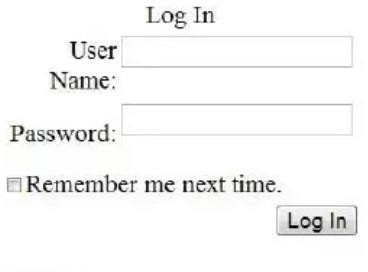 Log In
User
Name:
Password:
Remember me next time.
Log In